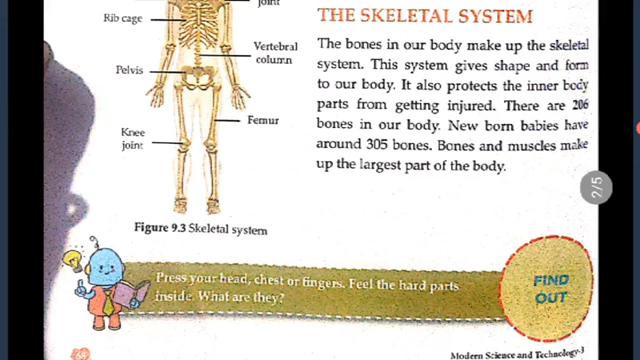 joint
Rib cage
Vertebral
column
Pelvis
Femur
Knee
joint
Figure 9.3 Skeletal system
THE SKELETAL SYSTEM
The bones in our body make up the skeletal
system. This system gives shape and form
to our body. It also protects the inner body
parts from getting injured. There are 206
bones in our body. New born babies have
around 305 bones. Bones and muscles make
up the largest part of the body.
2/5
Press your head, chest or fingers. Feel the hard parts
inside. What are they?
FIND
OUT
Modern Science and Technology-3